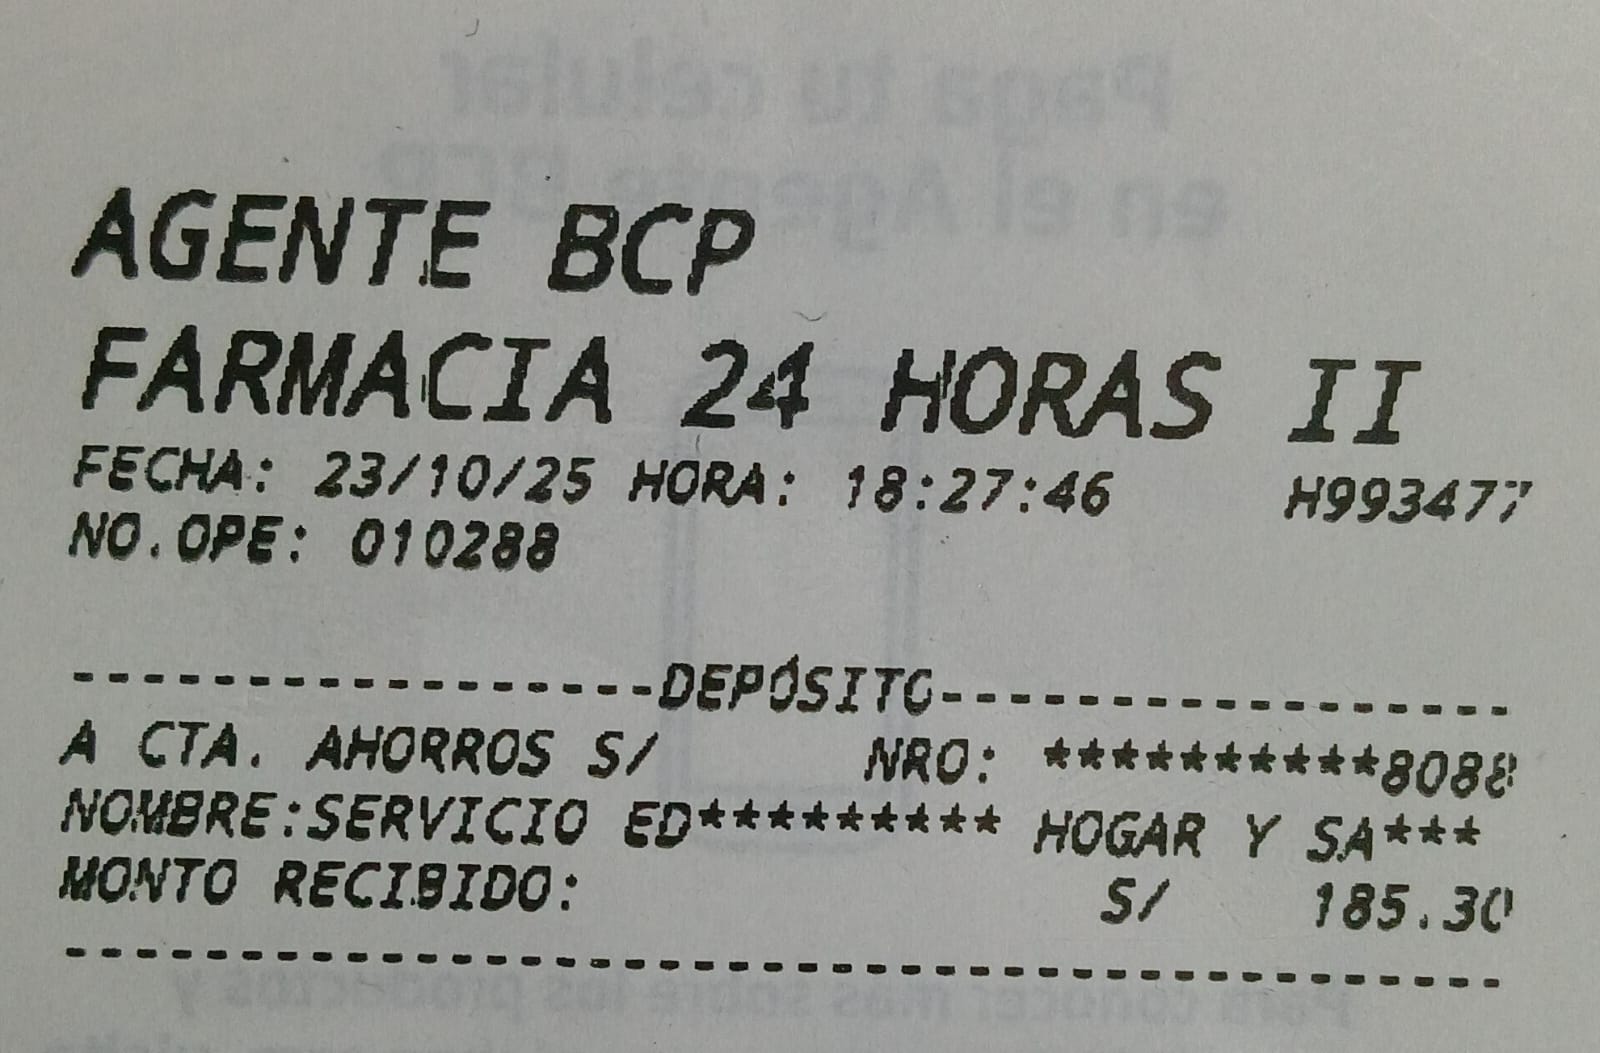 AGENTE BCP
FARMACIA 24 HORAS II
FECHA: 23/10/25 HORA: 18:27:46 H993477
NO.OPE: 010288
------------------DEPÓSITO------------------
A CTA. AHORROS S/ NRO: **********8088
NOMBRE:SERVICIO ED********* HOGAR Y SA***
MONTO RECIBIDO: S/ 185.30
-----------------------------------------